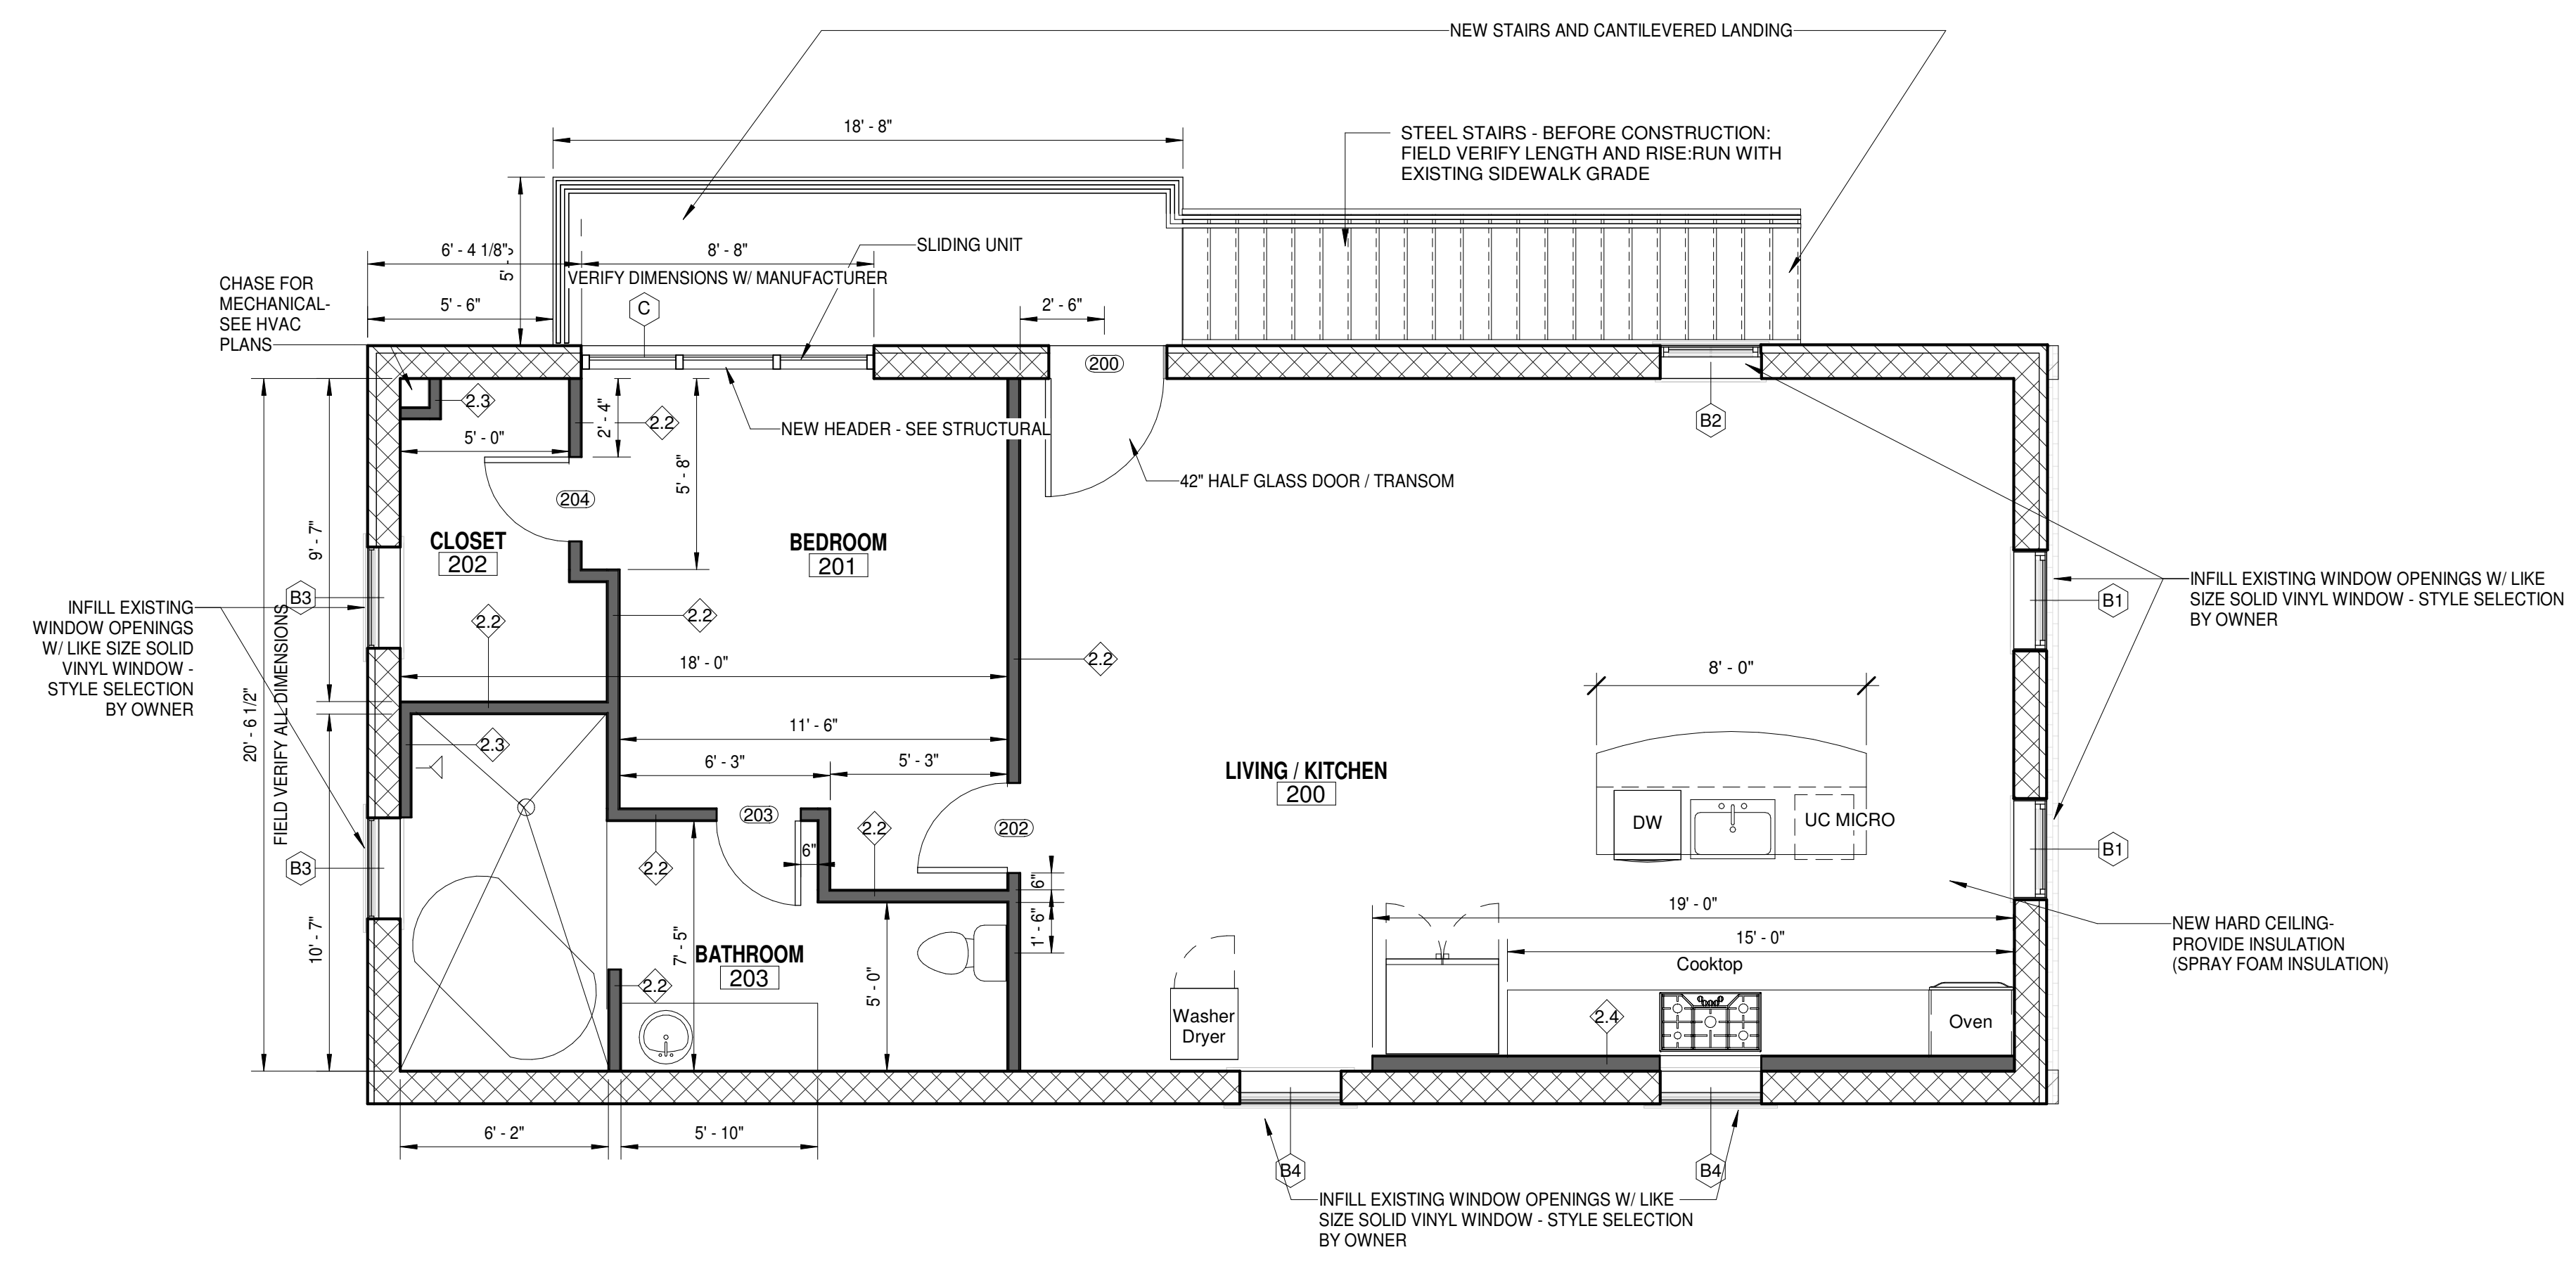 NEW STAIRS AND CANTILEVERED LANDING
18' - 8"
STEEL STAIRS - BEFORE CONSTRUCTION:
FIELD VERIFY LENGTH AND RISE:RUN WITH
EXISTING SIDEWALK GRADE
6' - 4 1/8"
5' -
8' - 8"
SLIDING UNIT
VERIFY DIMENSIONS W/ MANUFACTURER
CHASE FOR
MECHANICAL-
SEE HVAC
PLANS
5' - 6"
C
2' - 6"
200
2.3
2' - 4"
2.2
NEW HEADER - SEE STRUCTURAL
B2
5' - 0"
5' - 8"
42" HALF GLASS DOOR / TRANSOM
204
9' - 7"
CLOSET
202
BEDROOM
201
INFILL EXISTING WINDOW OPENINGS W/ LIKE
SIZE SOLID VINYL WINDOW - STYLE SELECTION
BY OWNER
B1
B3
INFILL EXISTING
WINDOW OPENINGS
W/ LIKE SIZE SOLID
VINYL WINDOW -
STYLE SELECTION
BY OWNER
2.2
2.2
2.2
18' - 0"
8' - 0"
20' - 6 1/2"
FIELD VERIFY ALL DIMENSIONS
11' - 6"
2.3
6' - 3"
5' - 3"
LIVING / KITCHEN
200
203
2.2
202
DW
UC MICRO
B1
B3
2.2
6"
6"
19' - 0"
NEW HARD CEILING-
PROVIDE INSULATION
(SPRAY FOAM INSULATION)
10' - 7"
7' - 5"
BATHROOM
203
1' - 6"
15' - 0"
Cooktop
2.2
5' - 0"
Washer
Dryer
2.4
Oven
6' - 2"
5' - 10"
B4
B4
INFILL EXISTING WINDOW OPENINGS W/ LIKE
SIZE SOLID VINYL WINDOW - STYLE SELECTION
BY OWNER